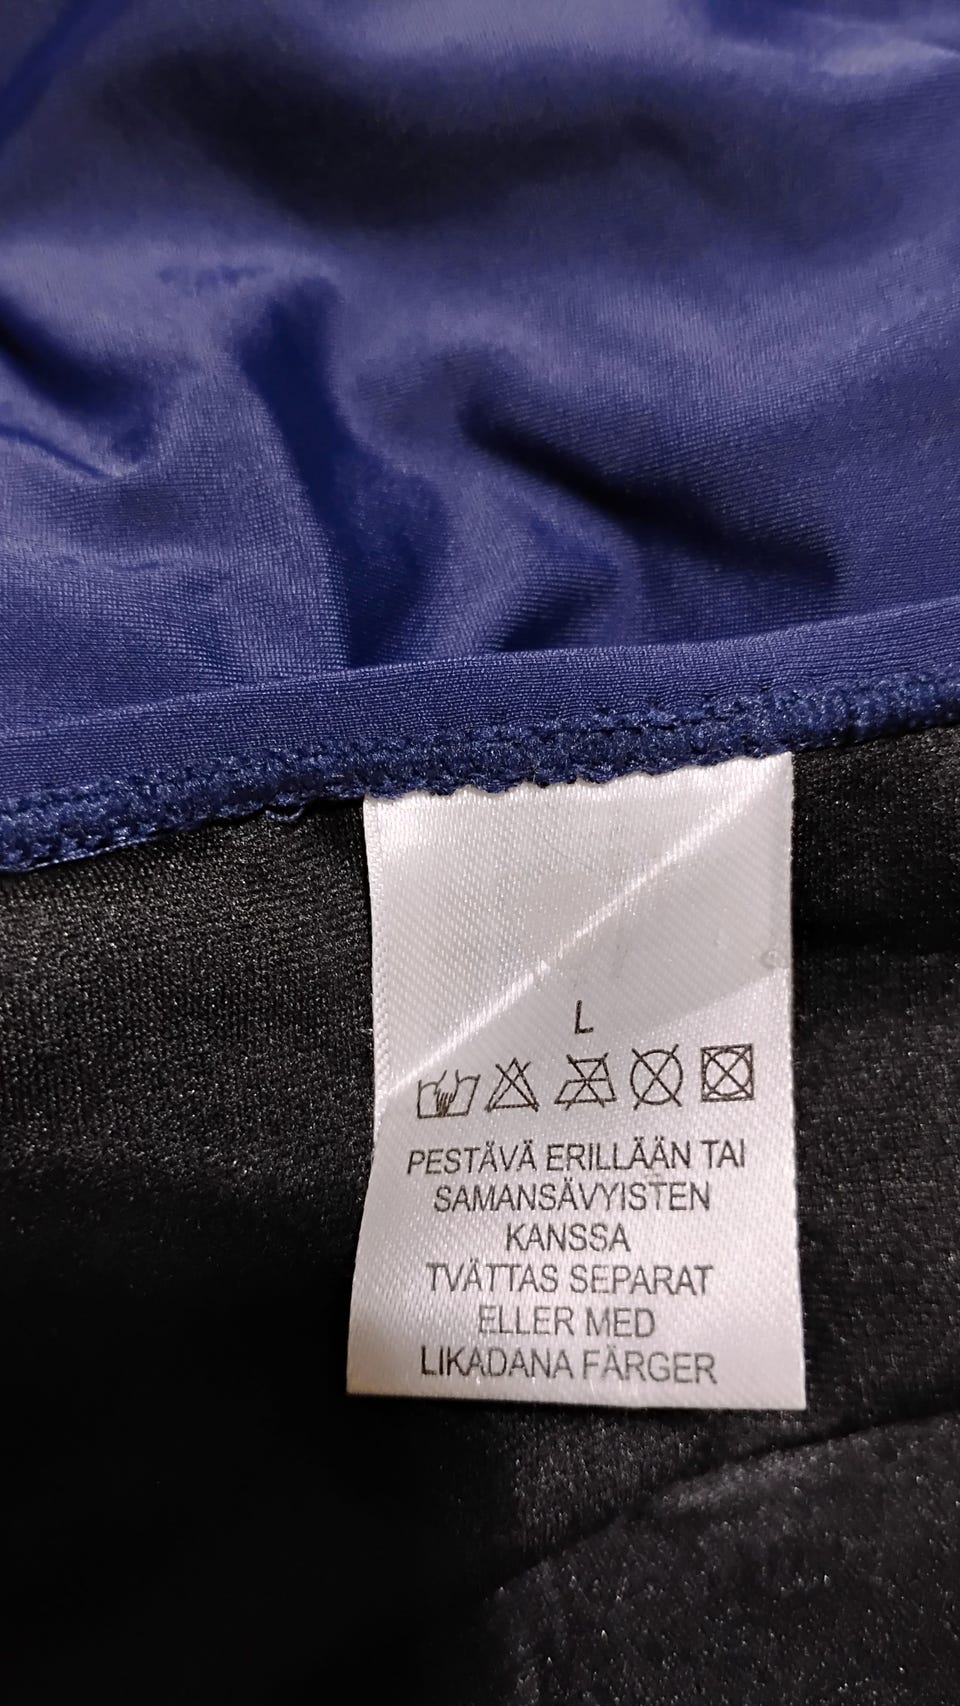 L
PESTÄVÄ ERILLÄÄN TAI
SAMANSÄVYISTEN
KANSSA
TVÄTTAS SEPARAT
ELLER MED
LIKADANA FÄRGER